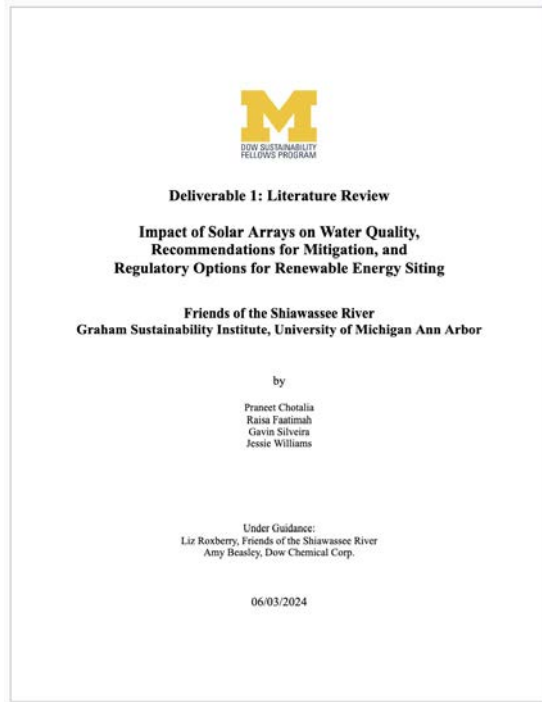 M
DOW SUSTAINABILITY
FELLOWS PROGRAM
Deliverable 1: Literature Review
Impact of Solar Arrays on Water Quality,
Recommendations for Mitigation, and
Regulatory Options for Renewable Energy Siting
Friends of the Shiawassee River
Graham Sustainability Institute, University of Michigan Ann Arbor
by
Praneet Chotalia
Raisa Faatimah
Gavin Silveira
Jessie Williams
Under Guidance:
Liz Roxberry, Friends of the Shiawassee River
Amy Beasley, Dow Chemical Corp.
06/03/2024